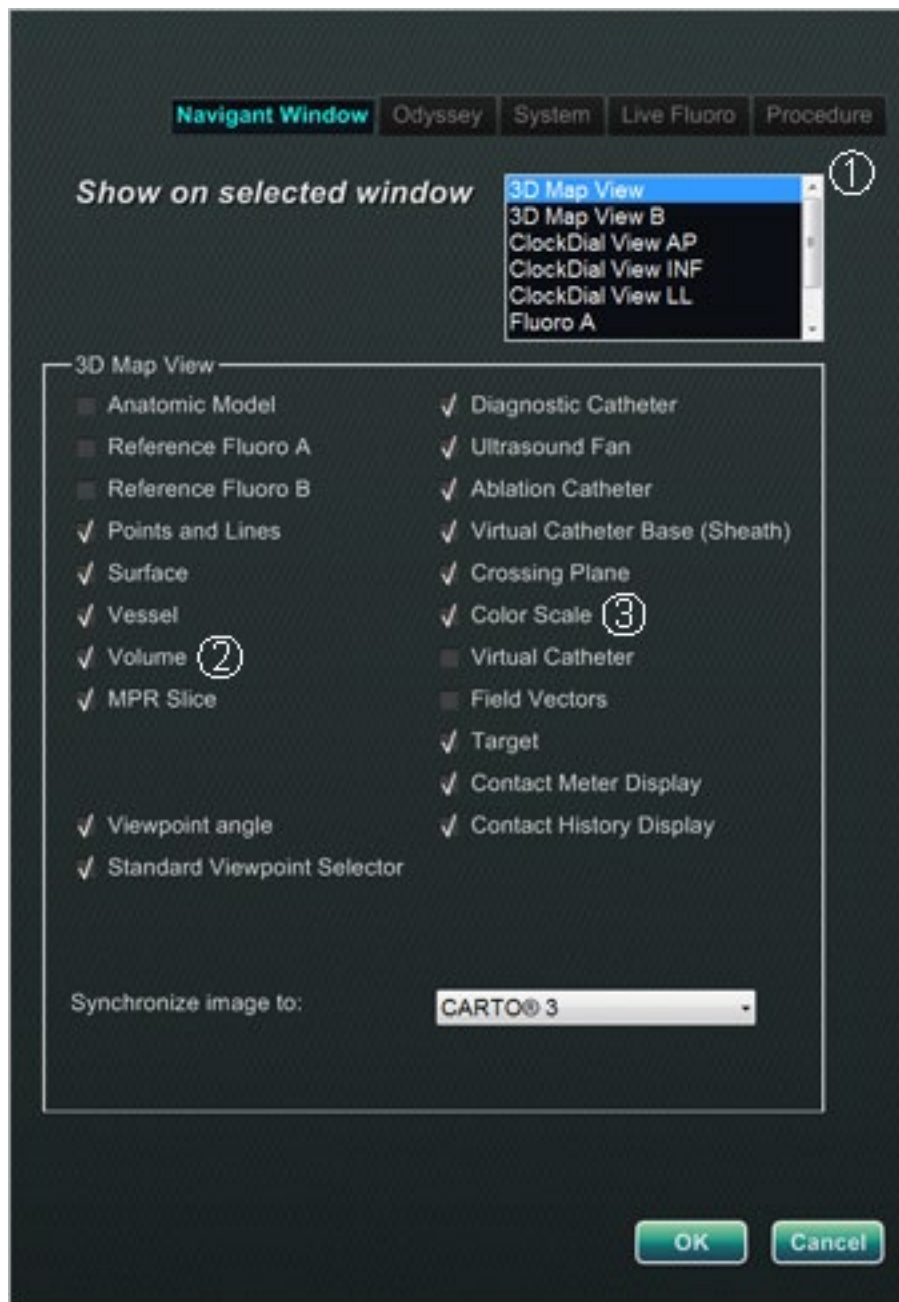 Navigant Window Odyssey System Live Fluoro Procedure
Show on selected window
3D Map View ①
3D Map View B
ClockDial View AP
ClockDial View INF
ClockDial View LL
Fluoro A
3D Map View
Anatomic Model
Reference Fluoro A
Reference Fluoro B
Points and Lines
Surface
Vessel
Volume ②
MPR Slice
Viewpoint angle
Standard Viewpoint Selector
Diagnostic Catheter
Ultrasound Fan
Ablation Catheter
Virtual Catheter Base (Sheath)
Crossing Plane
Color Scale ③
Virtual Catheter
Field Vectors
Target
Contact Meter Display
Contact History Display
Synchronize image to: CARTO® 3
OK Cancel